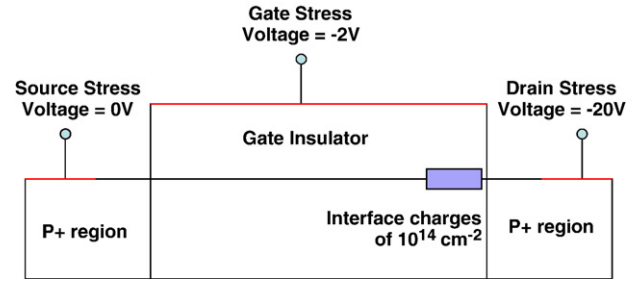 Gate Stress
Voltage = -2V
Source Stress
Voltage = 0V
Drain Stress
Voltage = -20V
Gate Insulator
Interface charges
of 10¹⁴ cm⁻²
P+ region
P+ region